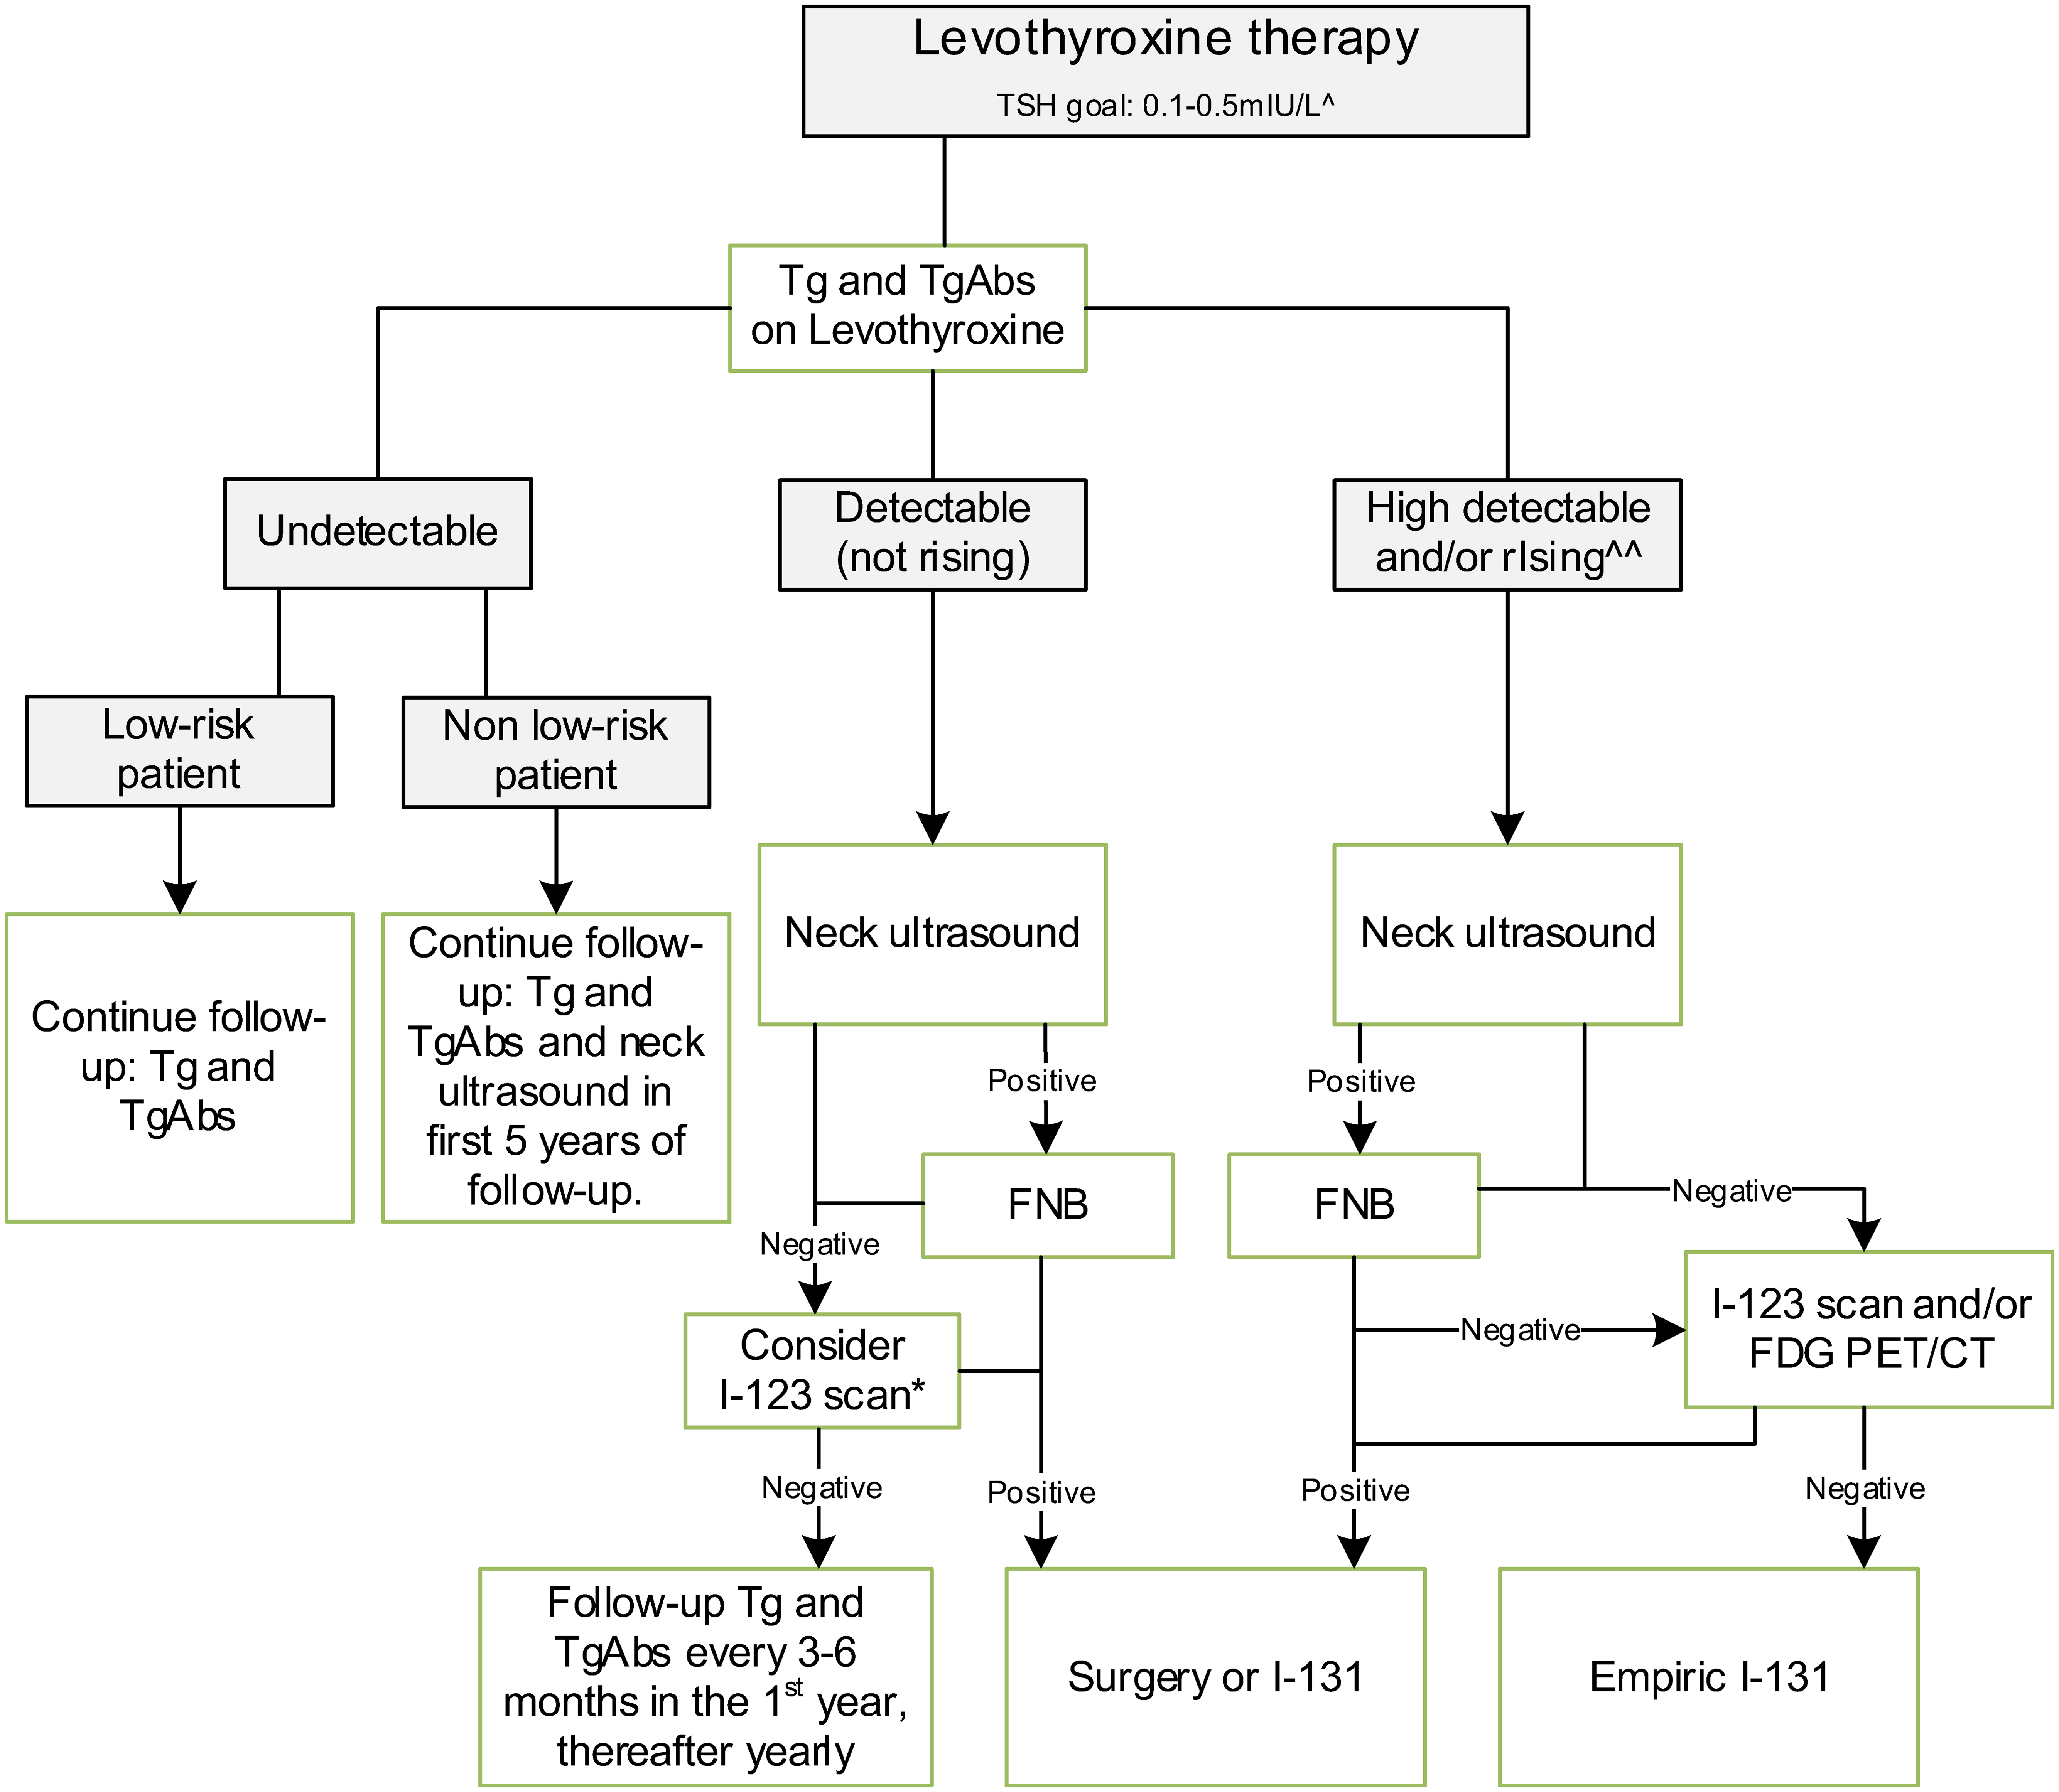 Levothyroxine therapy
TSH goal: 0.1-0.5mIU/L^
Tg and TgAbs
on Levothyroxine
Undetectable
Detectable
(not rising)
High detectable
and/or rIsing^^
Low-risk
patient
Non low-risk
patient
Continue follow-
up: Tg and
TgAbs
Continue follow-
up: Tg and
TgAbs and neck
ultrasound in
first 5 years of
follow-up.
Neck ultrasound
Neck ultrasound
Positive
Positive
FNB
FNB
Negative
Negative
Consider
I-123 scan*
Negative
I-123 scan and/or
FDG PET/CT
Negative
Positive
Positive
Negative
Follow-up Tg and
TgAbs every 3-6
months in the 1st year,
thereafter yearly
Surgery or I-131
Empiric I-131